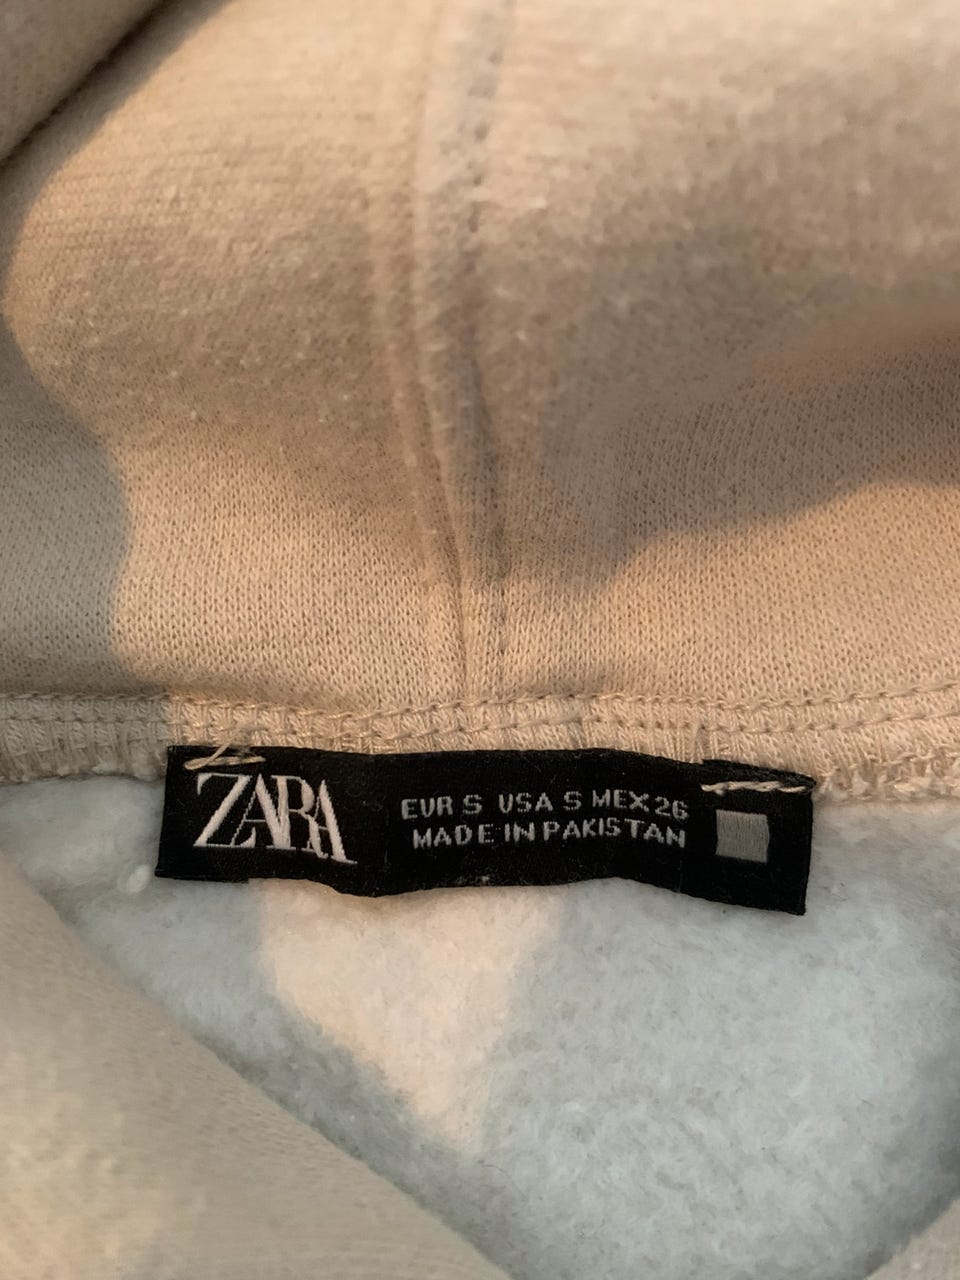 ZARA
EUR S USA S MEX 26
MADE IN PAKISTAN